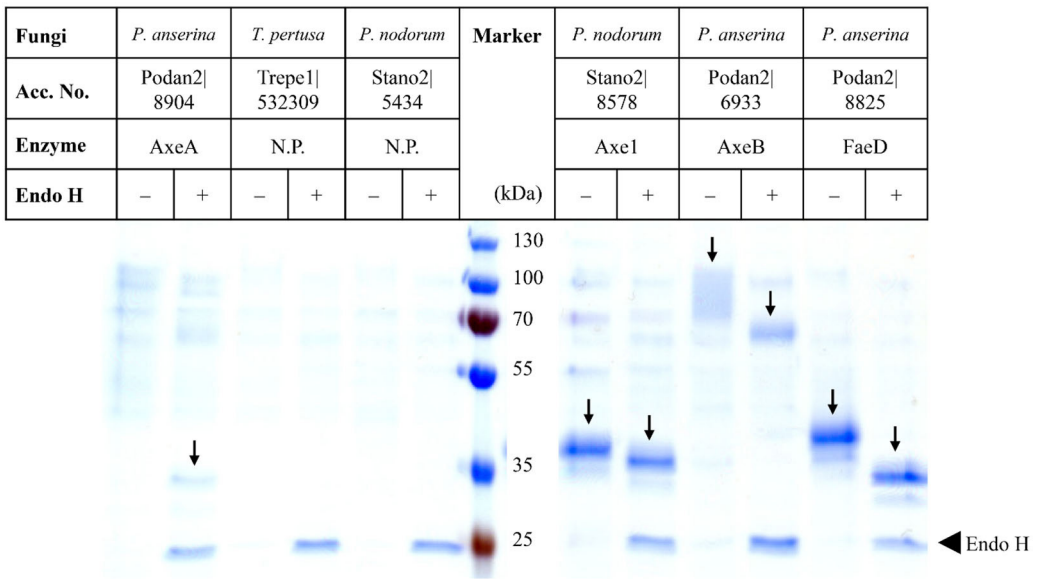 Fungi P. anserina T. pertusa P. nodorum Marker P. nodorum P. anserina P. anserina
Acc. No. Podan2| Trepe1| Stano2| Stano2| Podan2| Podan2|
8904 532309 5434 8578 6933 8825
Enzyme AxeA N.P. N.P. Axe1 AxeB FaeD
Endo H – + – + – + (kDa) – + – + – +
130
100
70
55
35
25
Endo H